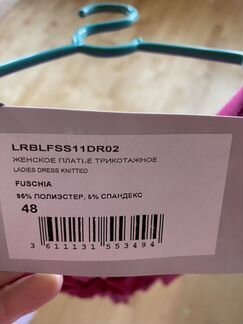 LRBLFSS11DR02
ЖЕНСКОЕ ПЛАТЬЕ ТРИКОТАЖНОЕ
LADIES DRESS KNITTED
FUSCHIA
95% ПОЛИЭСТЕР, 5% СПАНДЕКС
48
3 611131 553494